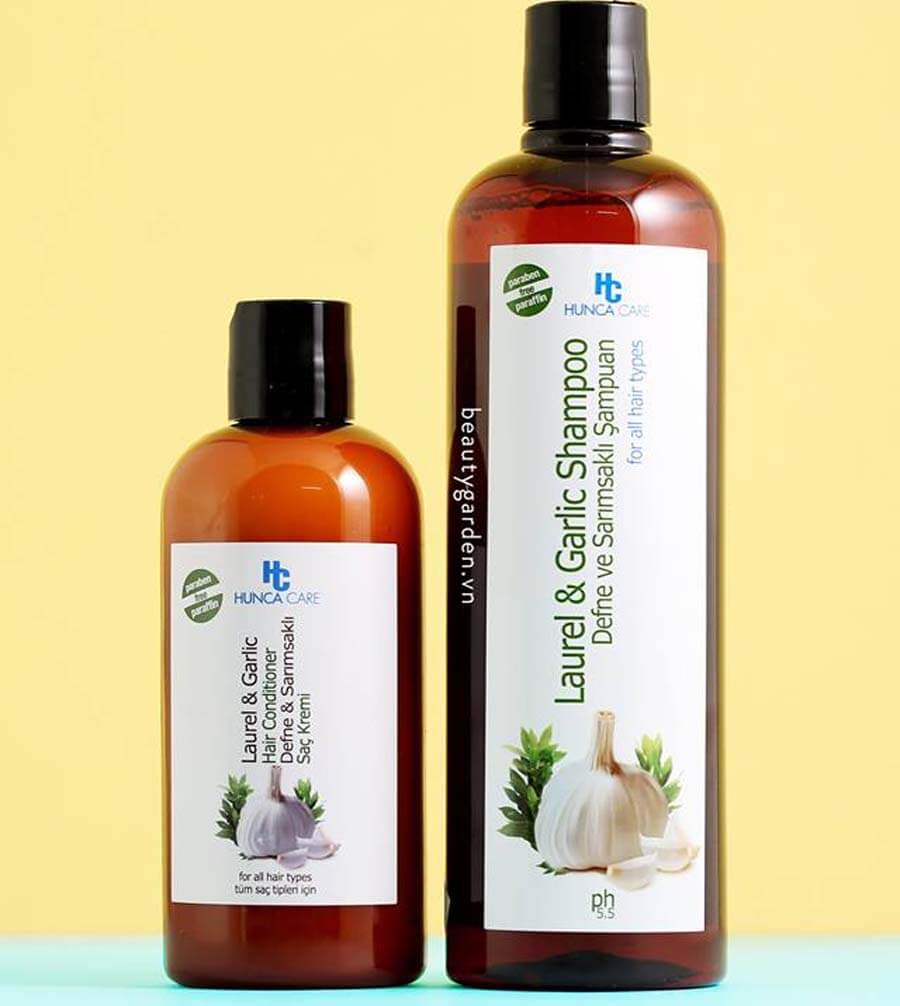 paraben
free
paraffin
HC
HUNCA CARE
Laurel & Garlic
Hair Conditioner
Defne & Sarımsaklı
Saç Kremi
for all hair types
tüm saç tipleri için
beautygarden.vn
paraben
free
paraffin
HC
HUNCA CARE
Laurel & Garlic Shampoo
Defne ve Sarımsaklı Şampuan
for all hair types
ph
5.5